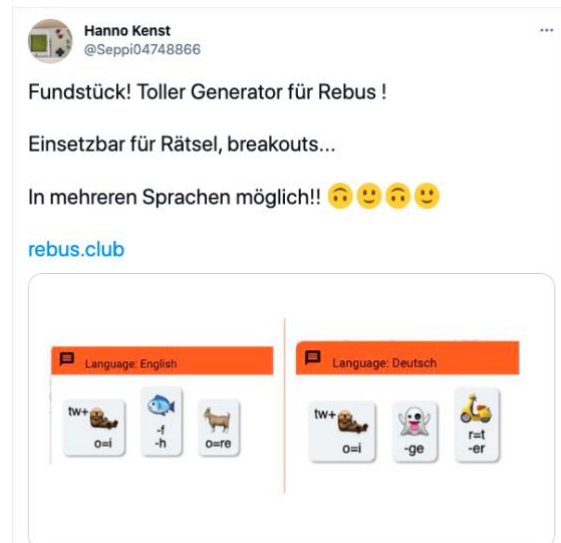 Hanno Kenst
@Seppi04748866
Fundstück! Toller Generator für Rebus !
Einsetzbar für Rätsel, breakouts...
In mehreren Sprachen möglich!! 🙃🙂🙃🙂
rebus.club
Language: English
tw+
o=i
-f
-h
o=re
Language: Deutsch
tw+
o=i
-ge
r=t
-er